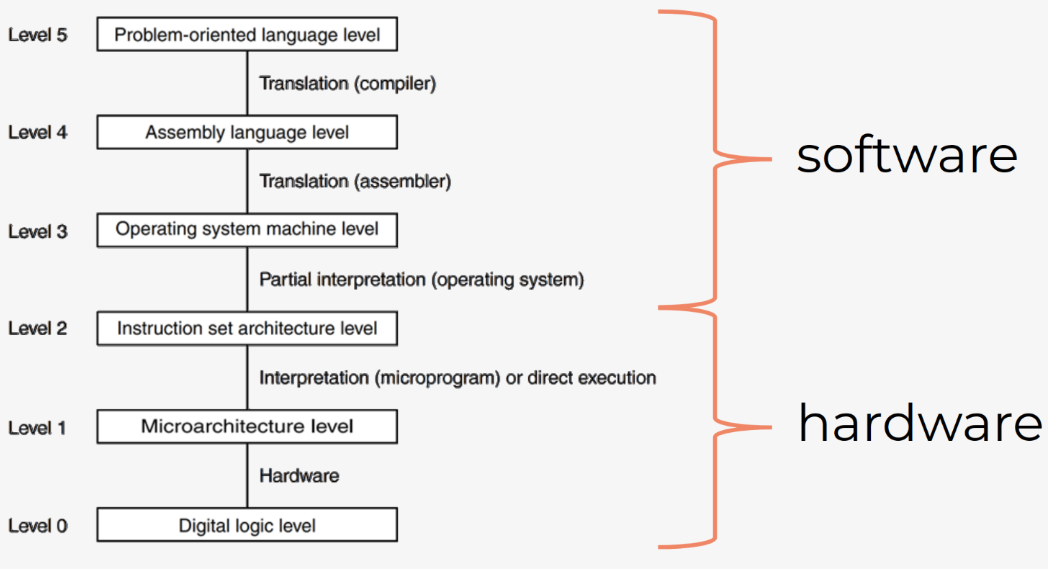 Level 5 Problem-oriented language level
Translation (compiler)
Level 4 Assembly language level
software
Translation (assembler)
Level 3 Operating system machine level
Partial interpretation (operating system)
Level 2 Instruction set architecture level
Interpretation (microprogram) or direct execution
Level 1 Microarchitecture level
hardware
Hardware
Level 0 Digital logic level